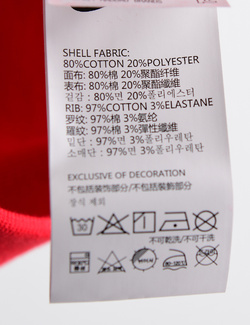 SHELL FABRIC:
80%COTTON 20%POLYESTER
面布: 80%棉 20%聚酯纤维
表布: 80%棉 20%聚酯纖維
겉감 : 80%면 20%폴리에스터
RIB: 97%COTTON 3%ELASTANE
罗纹: 97%棉 3%氨纶
羅紋: 97%棉 3%彈性纖維
밑단 : 97%면 3%폴리우레탄
소매단 : 97%면 3%폴리우레탄
EXCLUSIVE OF DECORATION
不包括装饰部分/不包括裝飾部分
장식 제외
30
不可乾洗/不可干洗